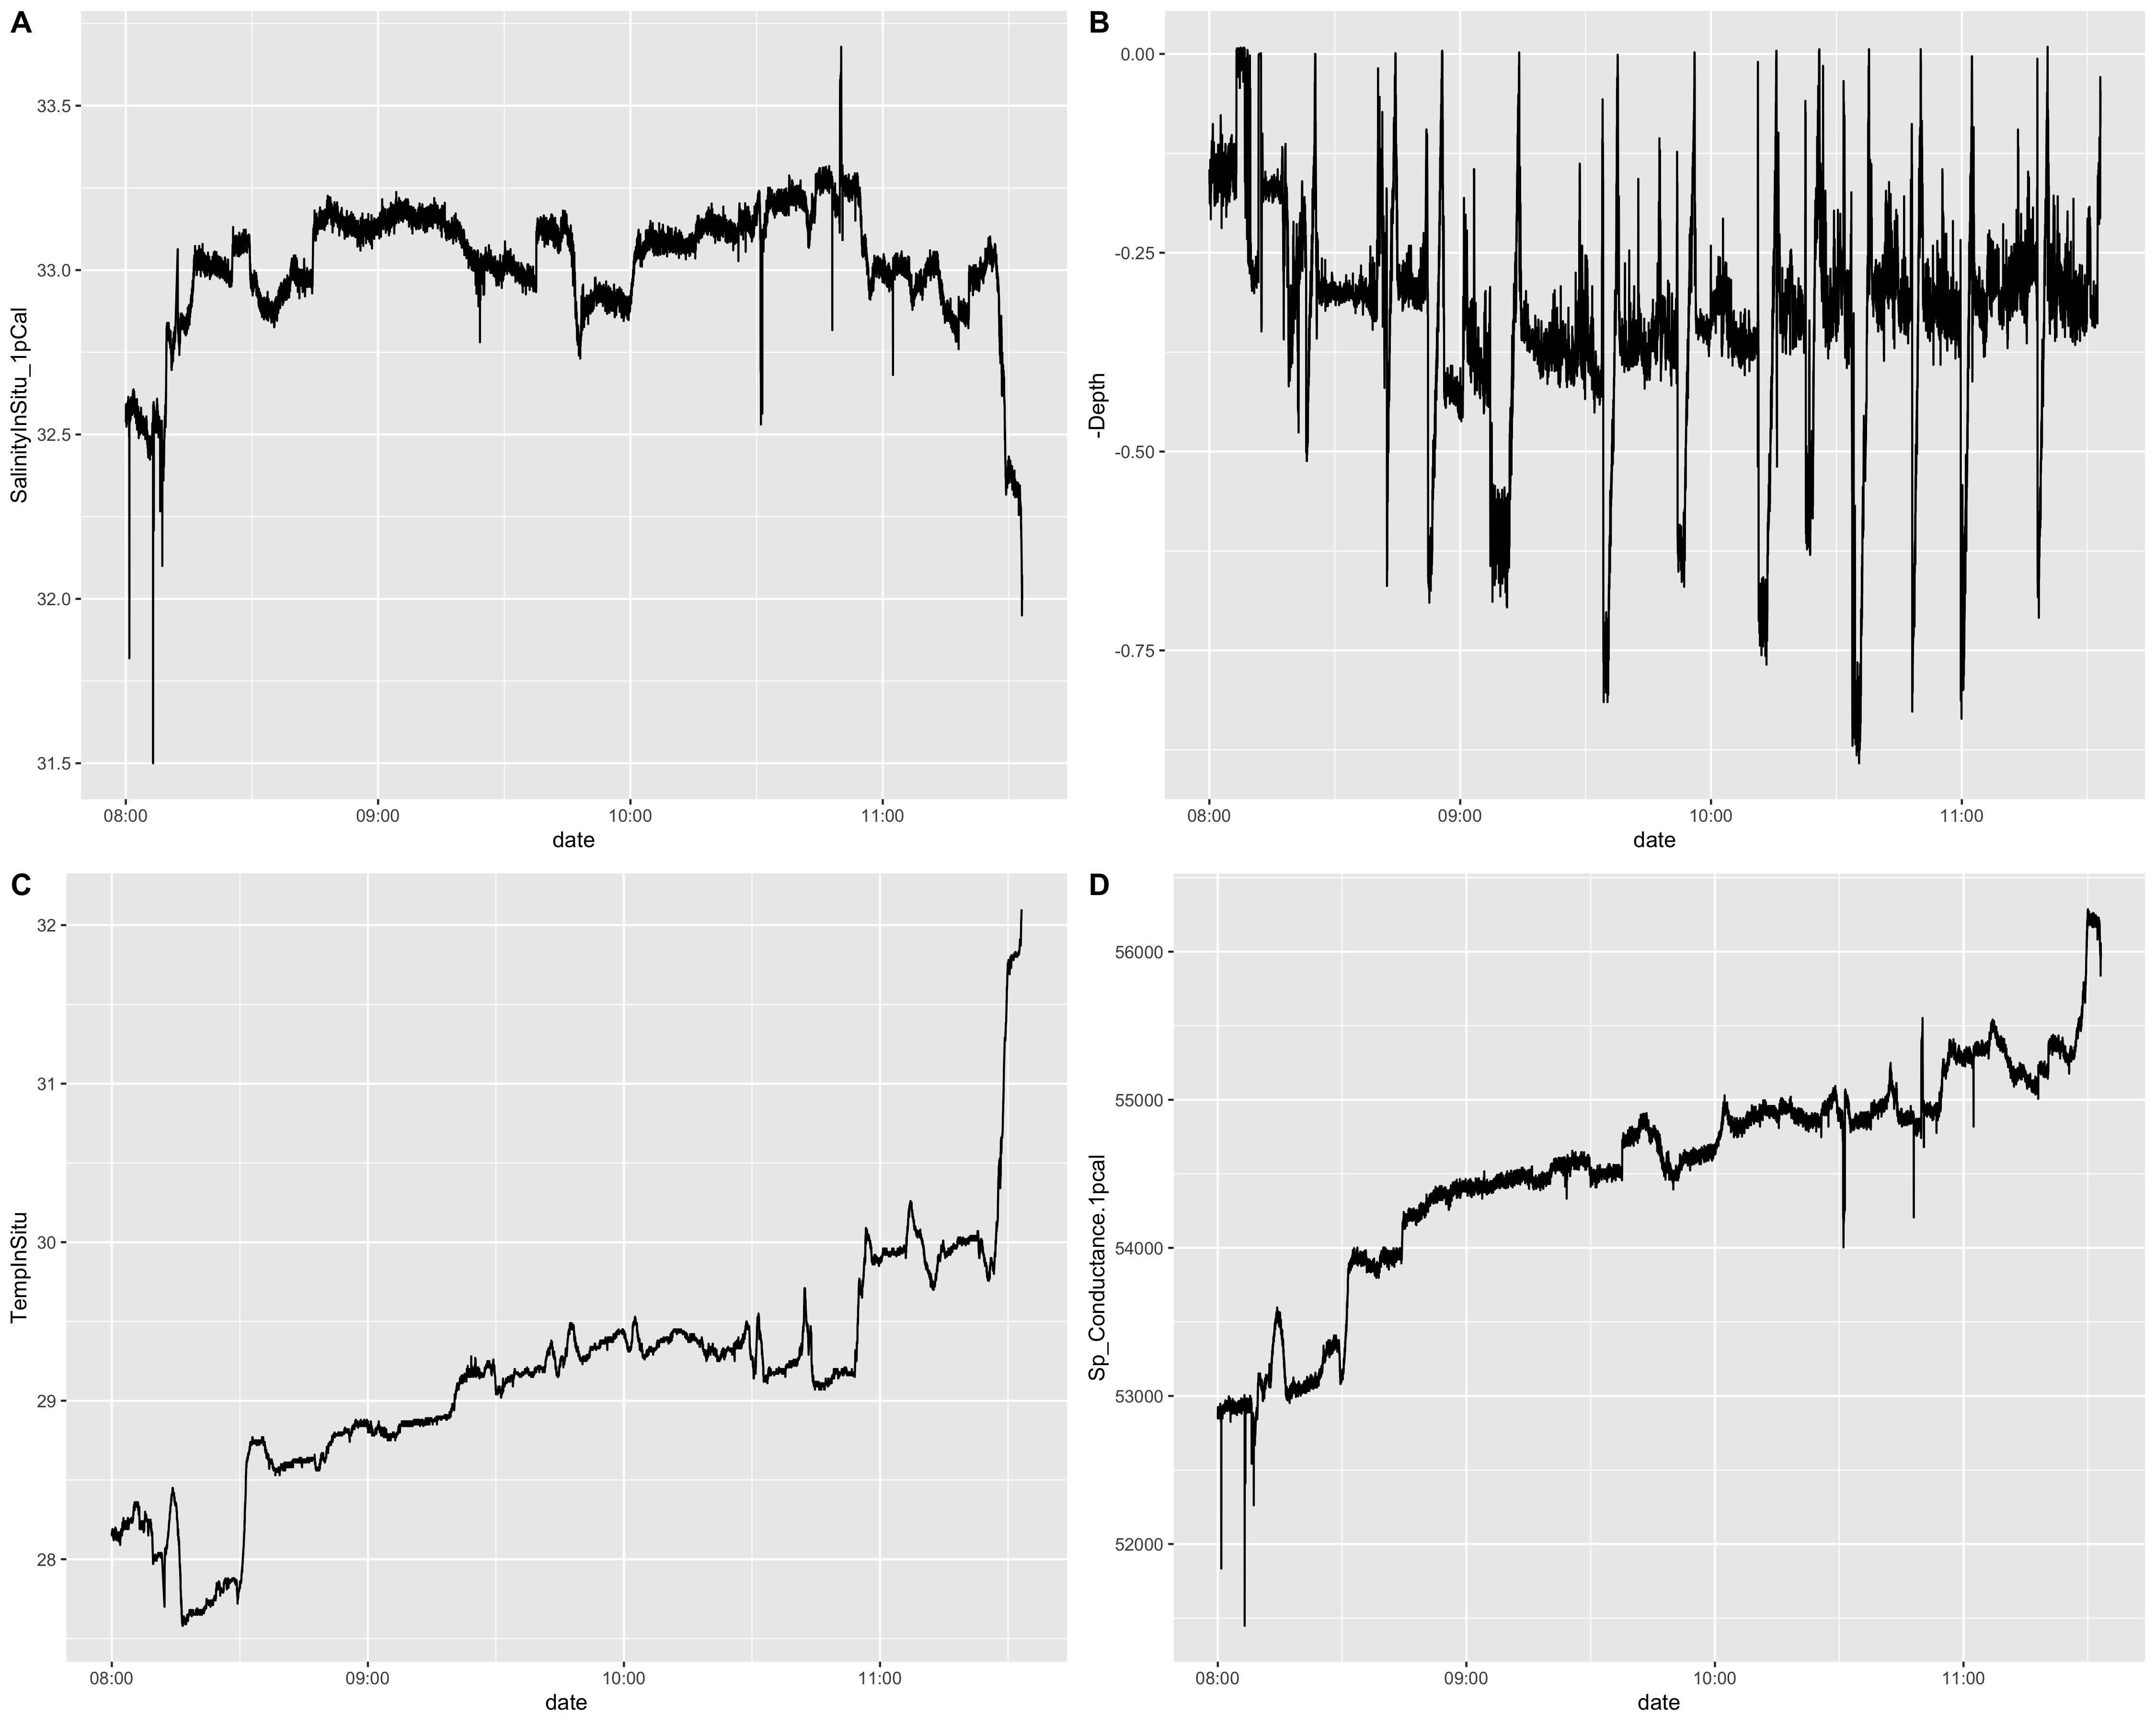 A
SalinityInSitu_1pCal
33.5
33.0
32.5
32.0
31.5
08:00 09:00 10:00 11:00
date
B
-Depth
0.00
-0.25
-0.50
-0.75
08:00 09:00 10:00 11:00
date
C
TempInSitu
32
31
30
29
28
08:00 09:00 10:00 11:00
date
D
Sp_Conductance.1pcal
56000
55000
54000
53000
52000
08:00 09:00 10:00 11:00
date